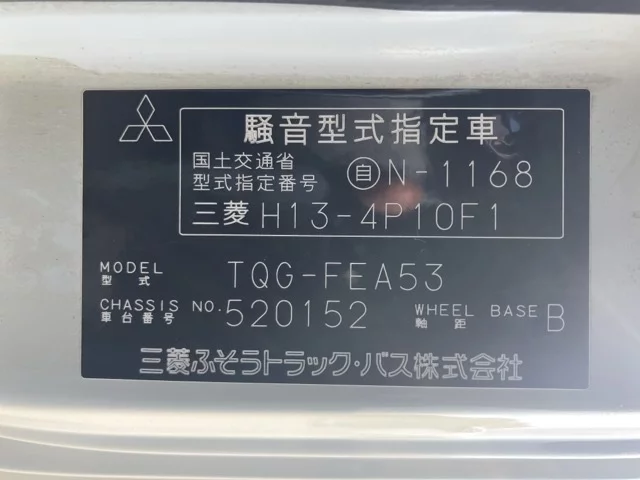 騒音型式指定車
国土交通省
型式指定番号 自N-1168
三菱 H13-4P10F1
MODEL 型式 TQG-FEA53
CHASSIS NO. 車台番号 520152 WHEEL BASE 軸距 B
三菱ふそうトラック・バス株式会社